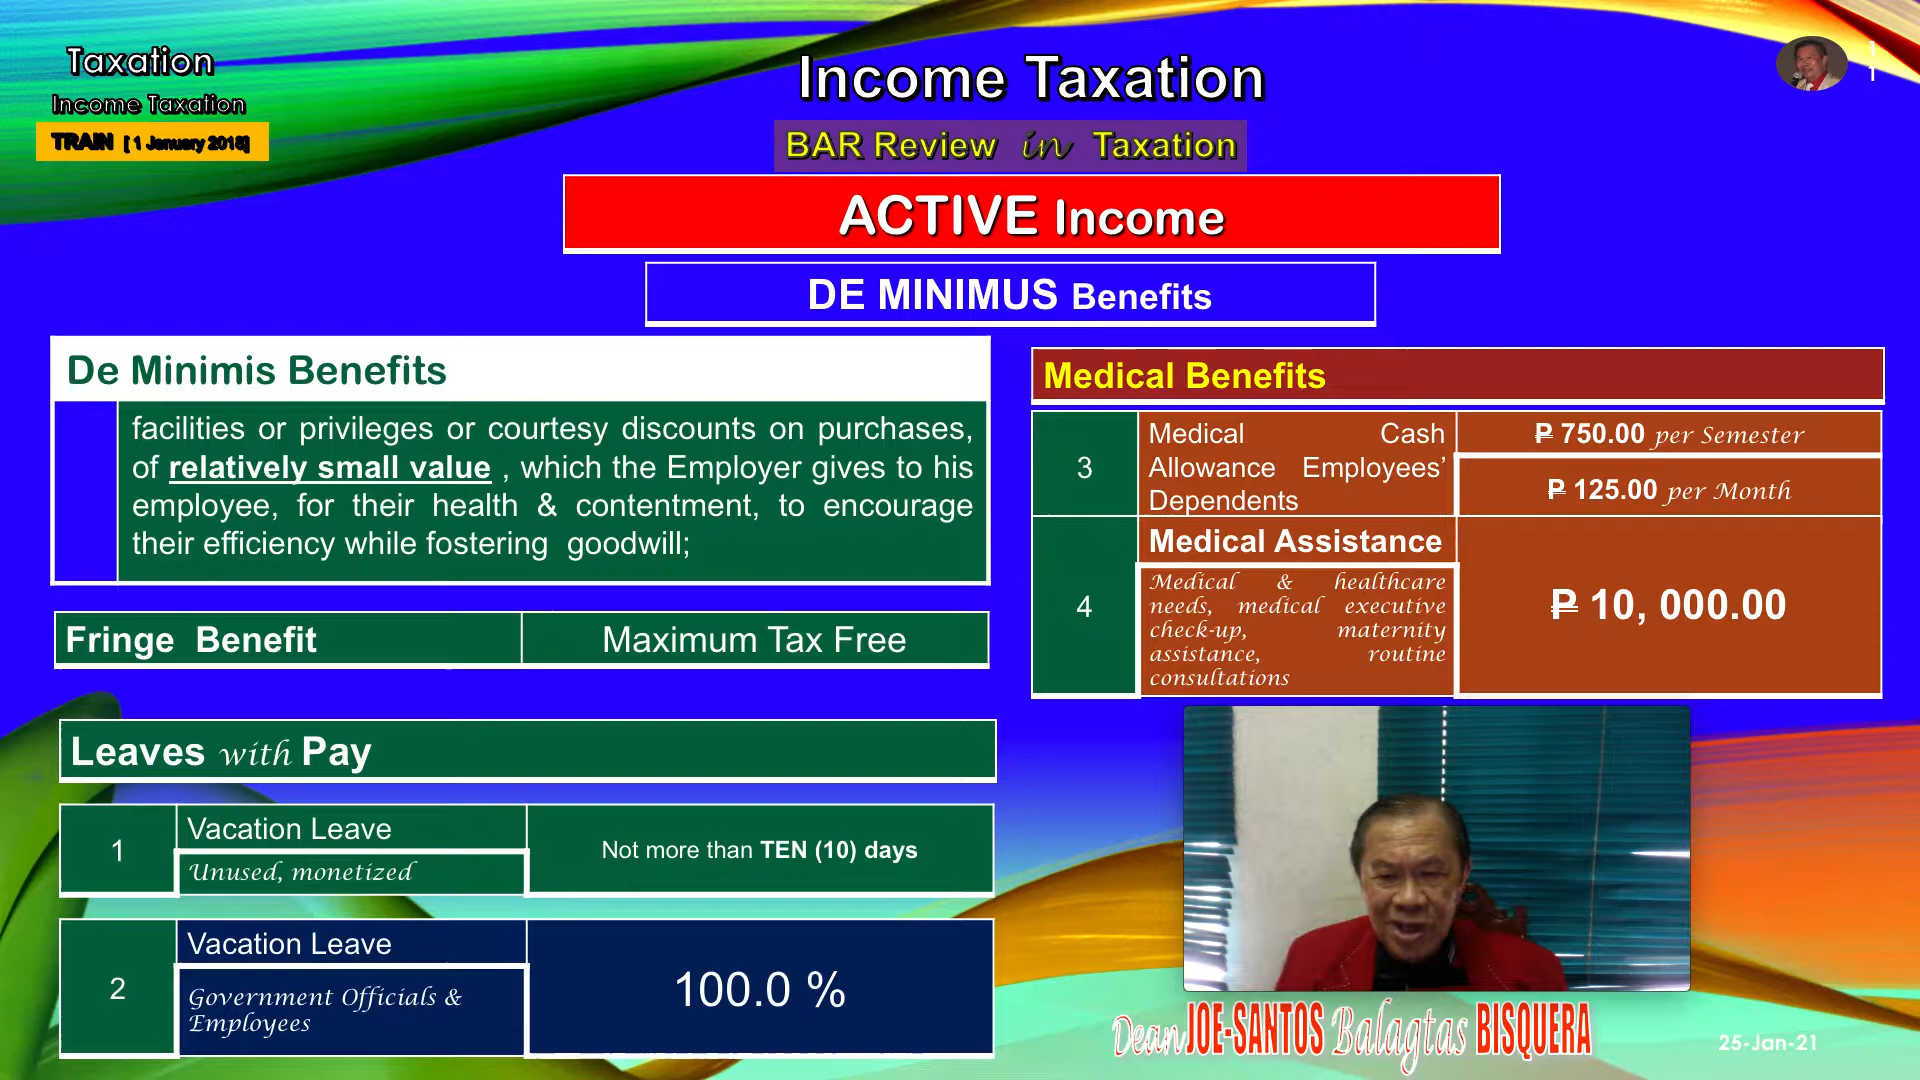 Taxation
Income Taxation
TRAIN [ 1 January 2018]
Income Taxation
BAR Review in Taxation
1
1
ACTIVE Income
DE MINIMUS Benefits
De Minimis Benefits
facilities or privileges or courtesy discounts on purchases,
of relatively small value , which the Employer gives to his
employee, for their health & contentment, to encourage
their efficiency while fostering goodwill;
Fringe Benefit
Maximum Tax Free
Leaves with Pay
1
Vacation Leave
Unused, monetized
Not more than TEN (10) days
2
Vacation Leave
Government Officials &
Employees
100.0 %
Medical Benefits
3
Medical Cash
Allowance Employees’
Dependents
₱ 750.00 per Semester
₱ 125.00 per Month
4
Medical Assistance
Medical & healthcare
needs, medical executive
check-up, maternity
assistance, routine
consultations
₱ 10, 000.00
Dean JOE-SANTOS Balagtas BISQUERA
25-Jan-21